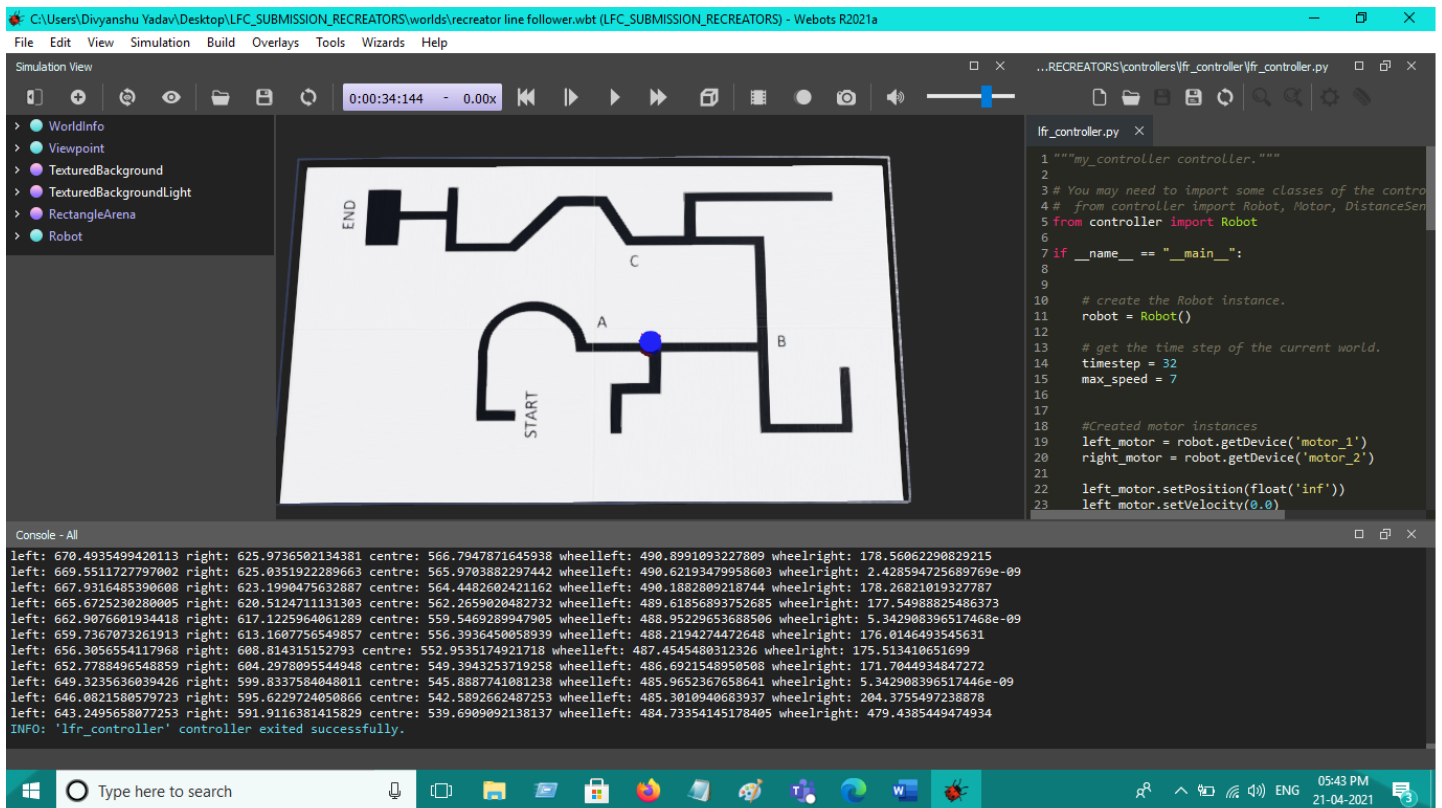 C:\Users\Divyanshu Yadav\Desktop\LFC_SUBMISSION_RECREATORS\worlds\recreator line follower.wbt (LFC_SUBMISSION_RECREATORS) - Webots R2021a
File Edit View Simulation Build Overlays Tools Wizards Help
Simulation View
0:00:34:144 - 0.00x
WorldInfo
Viewpoint
TexturedBackground
TexturedBackgroundLight
RectangleArena
Robot
END
C
A
B
START
...RECREATORS\controllers\lfr_controller\lfr_controller.py
lfr_controller.py
1 """my_controller controller."""
2
3 # You may need to import some classes of the contro
4 # from controller import Robot, Motor, DistanceSen
5 from controller import Robot
6
7 if __name__ == "__main__":
8
9
10 # create the Robot instance.
11 robot = Robot()
12
13 # get the time step of the current world.
14 timestep = 32
15 max_speed = 7
16
17
18 #Created motor instances
19 left_motor = robot.getDevice('motor_1')
20 right_motor = robot.getDevice('motor_2')
21
22 left_motor.setPosition(float('inf'))
23 left_motor.setVelocity(0.0)
Console - All
left: 670.4935499420113 right: 625.9736502134381 centre: 566.7947871645938 wheelleft: 490.8991093227809 wheelright: 178.56062290829215
left: 669.5511727797002 right: 625.0351922289663 centre: 565.9703882297442 wheelleft: 490.62193479958603 wheelright: 2.428594725689769e-09
left: 667.9316485390608 right: 623.1990475632887 centre: 564.4482602421162 wheelleft: 490.1882809218744 wheelright: 178.26821019327787
left: 665.6725230280005 right: 620.5124711131303 centre: 562.2659020482732 wheelleft: 489.61856893752685 wheelright: 177.54988825486373
left: 662.9076601934418 right: 617.1225964061289 centre: 559.5469289947905 wheelleft: 488.95229653688506 wheelright: 5.342908396517468e-09
left: 659.7367073261913 right: 613.1607756549857 centre: 556.3936450058939 wheelleft: 488.2194274472648 wheelright: 176.0146493545631
left: 656.3056554117968 right: 608.814315152793 centre: 552.9535174921718 wheelleft: 487.4545480312326 wheelright: 175.513410651699
left: 652.7788496548859 right: 604.2978095544948 centre: 549.3943253719258 wheelleft: 486.6921548950508 wheelright: 171.7044934847272
left: 649.3235636039426 right: 599.8337584048011 centre: 545.8887741081238 wheelleft: 485.9652367658641 wheelright: 5.342908396517446e-09
left: 646.0821580579723 right: 595.6229724050866 centre: 542.5892662487253 wheelleft: 485.3010940683937 wheelright: 204.3755497238878
left: 643.2495658077253 right: 591.9116381415829 centre: 539.6909092138137 wheelleft: 484.73354145178405 wheelright: 479.4385449474934
INFO: 'lfr_controller' controller exited successfully.
Type here to search
ENG
05:43 PM
21-04-2021
3